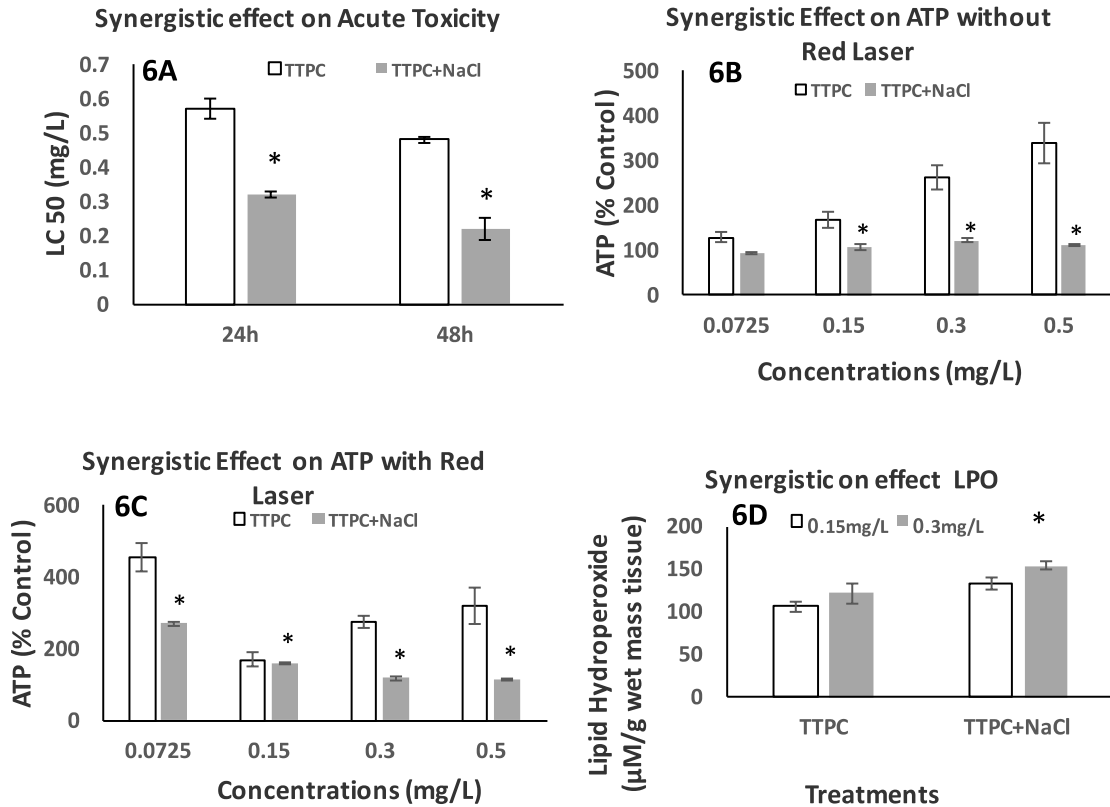 Synergistic effect on Acute Toxicity
6A
TTPC
TTPC+NaCl
LC 50 (mg/L)
0.7
0.6
0.5
0.4
0.3
0.2
0.1
0
*
*
24h
48h
Synergistic Effect on ATP without
Red Laser
6B
TTPC
TTPC+NaCl
ATP (% Control)
500
400
300
200
100
0
*
*
*
0.0725
0.15
0.3
0.5
Concentrations (mg/L)
Synergistic Effect on ATP with Red
Laser
6C
TTPC
TTPC+NaCl
ATP (% Control)
600
400
200
0
*
*
*
*
0.0725
0.15
0.3
0.5
Concentrations (mg/L)
Synergistic on effect LPO
6D
0.15mg/L
0.3mg/L
Lipid Hydroperoxide
(µM/g wet mass tissue)
200
150
100
50
0
*
TTPC
TTPC+NaCl
Treatments